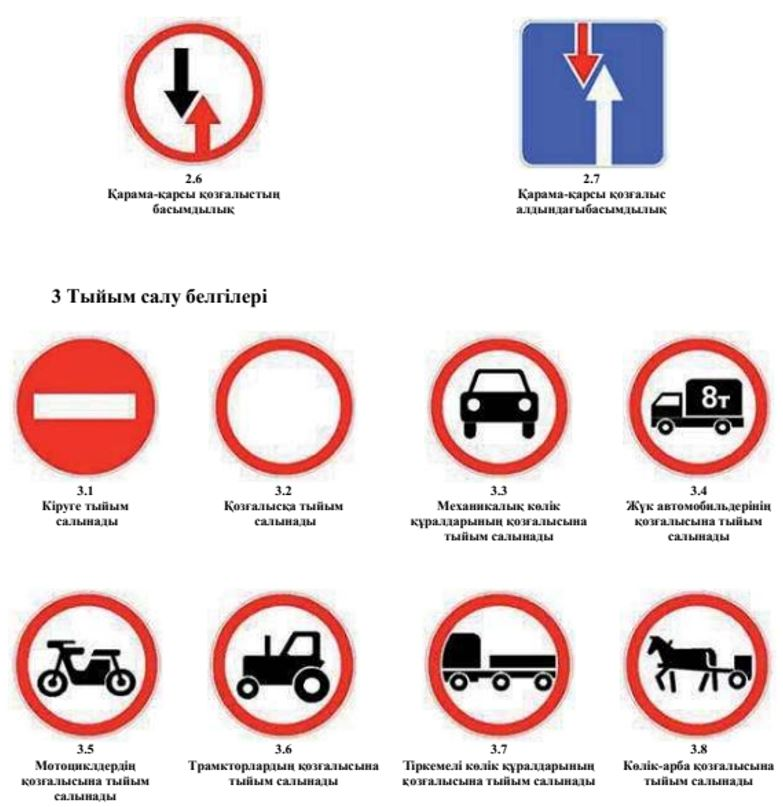 2.6
Қарама-қарсы қозғалыстың
басымдылық
2.7
Қарама-қарсы қозғалыс
алдындағыбасымдылық
3 Тыйым салу белгілері
8т
3.1
Кіруге тыйым
салынады
3.2
Қозғалысқа тыйым
салынады
3.3
Механикалық көлік
құралдарының қозғалысына
тыйым салынады
3.4
Жүк автомобильдерінің
қозғалысына тыйым
салынады
3.5
Мотоциклдердің
қозғалысына тыйым
салынады
3.6
Трамкторлардың қозғалысына
тыйым салынады
3.7
Тіркемелі көлік құралдарының
қозғалысына тыйым салынады
3.8
Көлік-арба қозғалысына
тыйым салынады